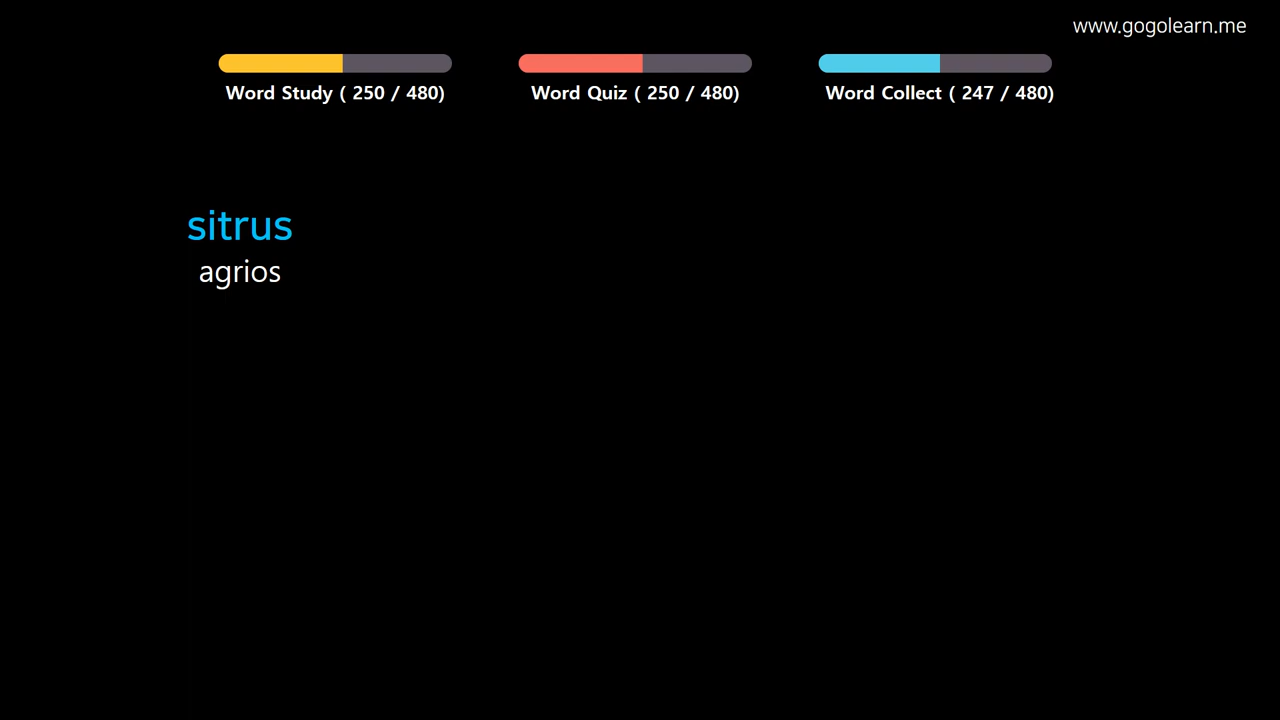 www.gogolearn.me
Word Study ( 250 / 480)
Word Quiz ( 250 / 480)
Word Collect ( 247 / 480)
sitrus
agrios